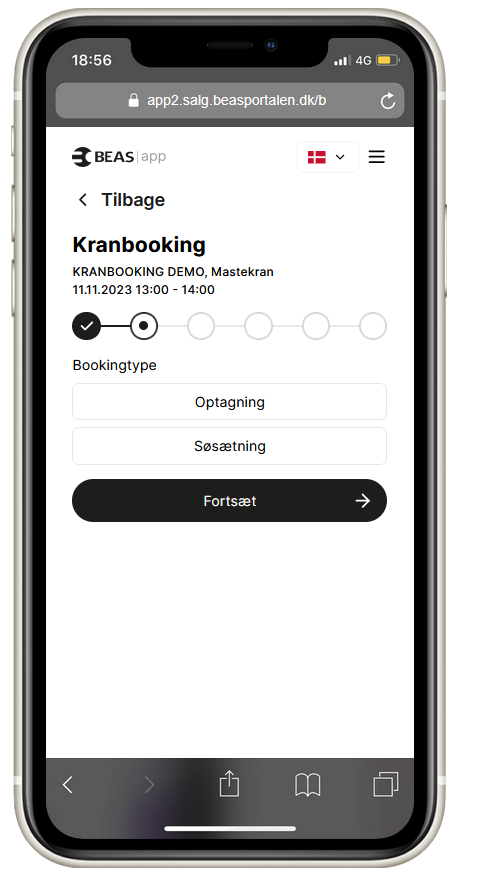 18:56
4G
app2.salg.beasportalen.dk/b
BEAS app
Tilbage
Kranbooking
KRANBOOKING DEMO, Mastekran
11.11.2023 13:00 - 14:00
Bookingtype
Optagning
Søsætning
Fortsæt